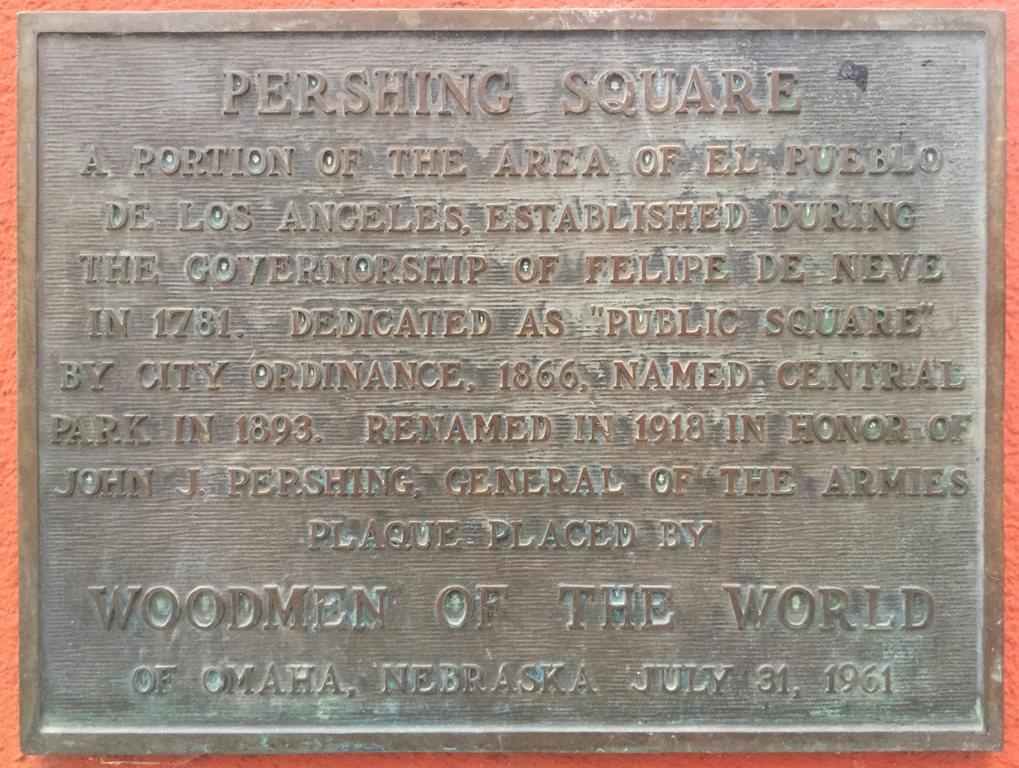 PERSHING SQUARE
A PORTION OF THE AREA OF EL PUEBLO
DE LOS ANGELES, ESTABLISHED DURING
THE GOVERNORSHIP OF FELIPE DE NEVE
IN 1781. DEDICATED AS "PUBLIC SQUARE"
BY CITY ORDINANCE, 1866, NAMED CENTRAL
PARK IN 1893. RENAMED IN 1918 IN HONOR OF
JOHN J. PERSHING, GENERAL OF THE ARMIES
PLAQUE PLACED BY
WOODMEN OF THE WORLD
OF OMAHA, NEBRASKA JULY 31, 1961